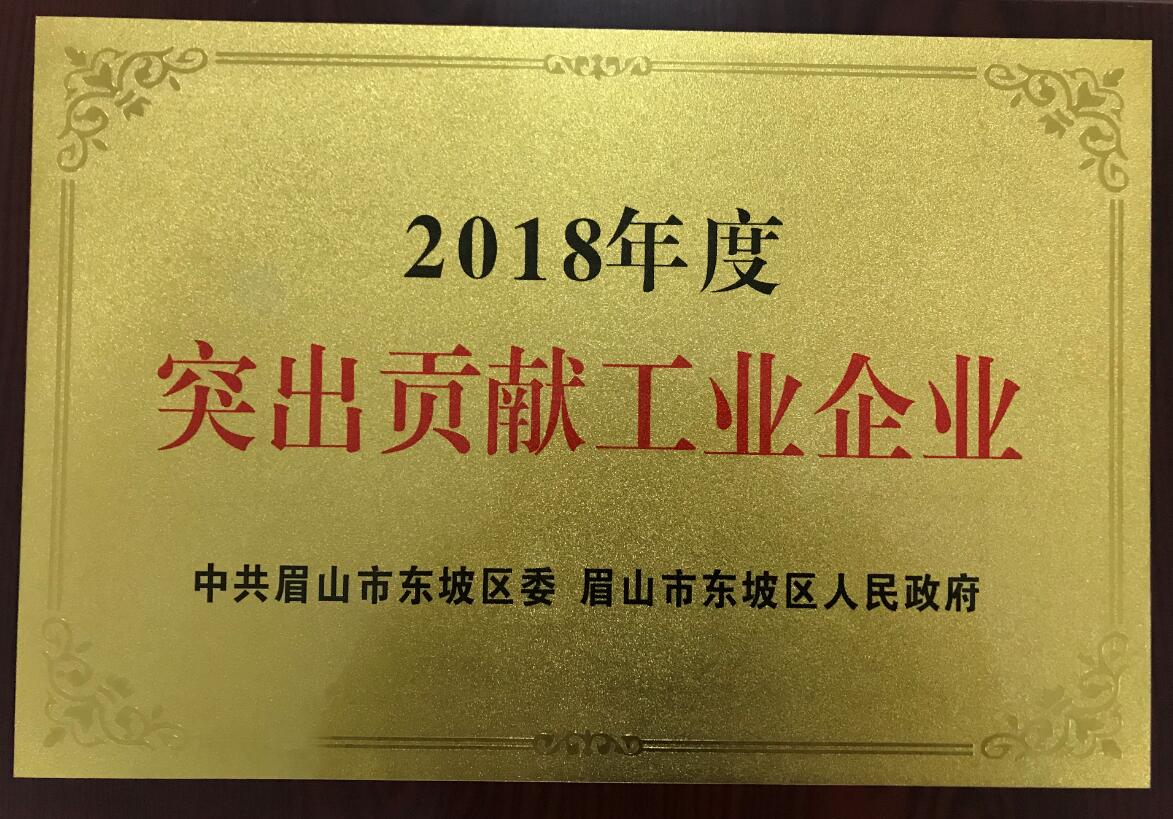 2018年度
突出贡献工业企业
中共眉山市东坡区委 眉山市东坡区人民政府